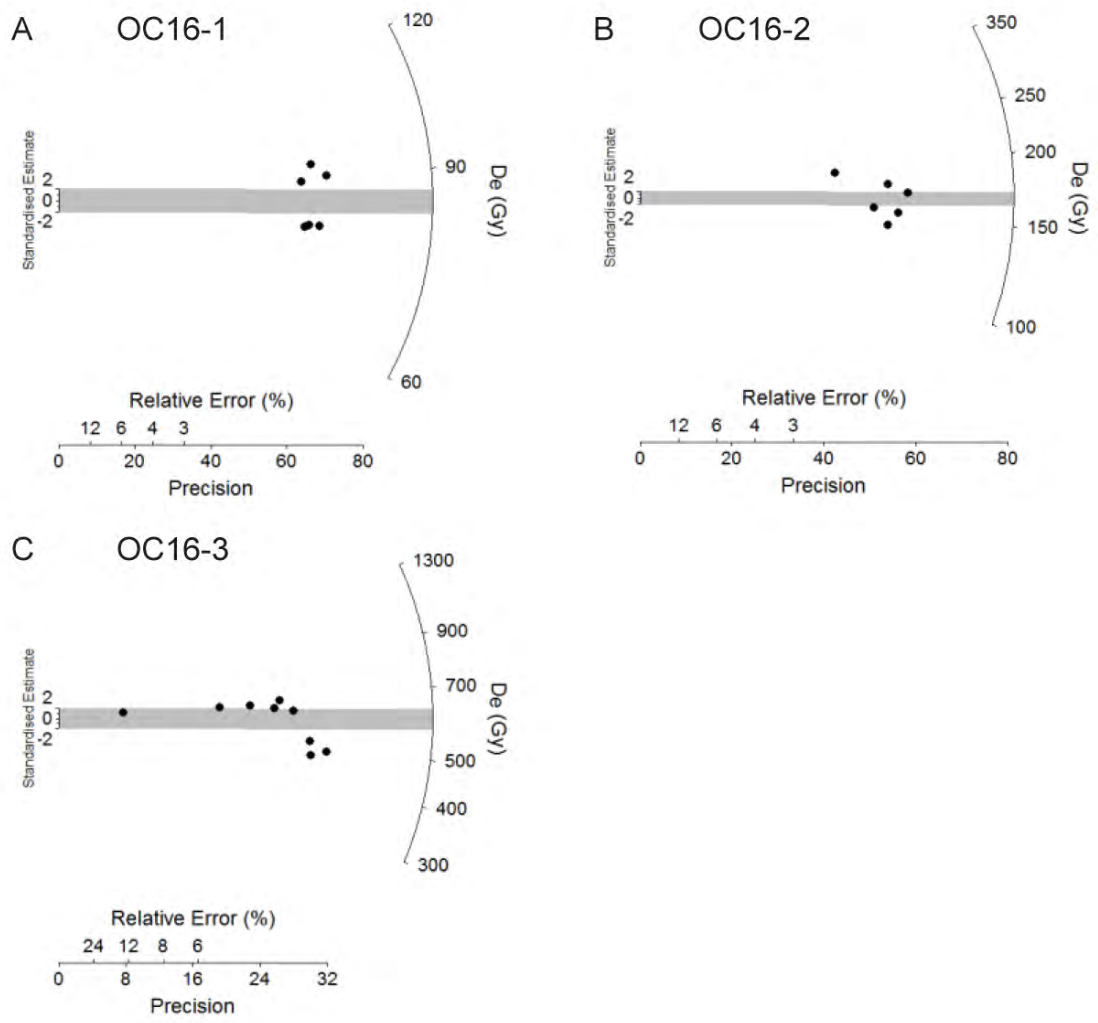 A OC16-1
120
90
60
De (Gy)
Standardised Estimate
2
0
-2
Relative Error (%)
12 6 4 3
0 20 40 60 80
Precision
B OC16-2
350
250
200
150
100
De (Gy)
Standardised Estimate
2
0
-2
Relative Error (%)
12 6 4 3
0 20 40 60 80
Precision
C OC16-3
1300
900
700
500
400
300
De (Gy)
Standardised Estimate
2
0
-2
Relative Error (%)
24 12 8 6
0 8 16 24 32
Precision